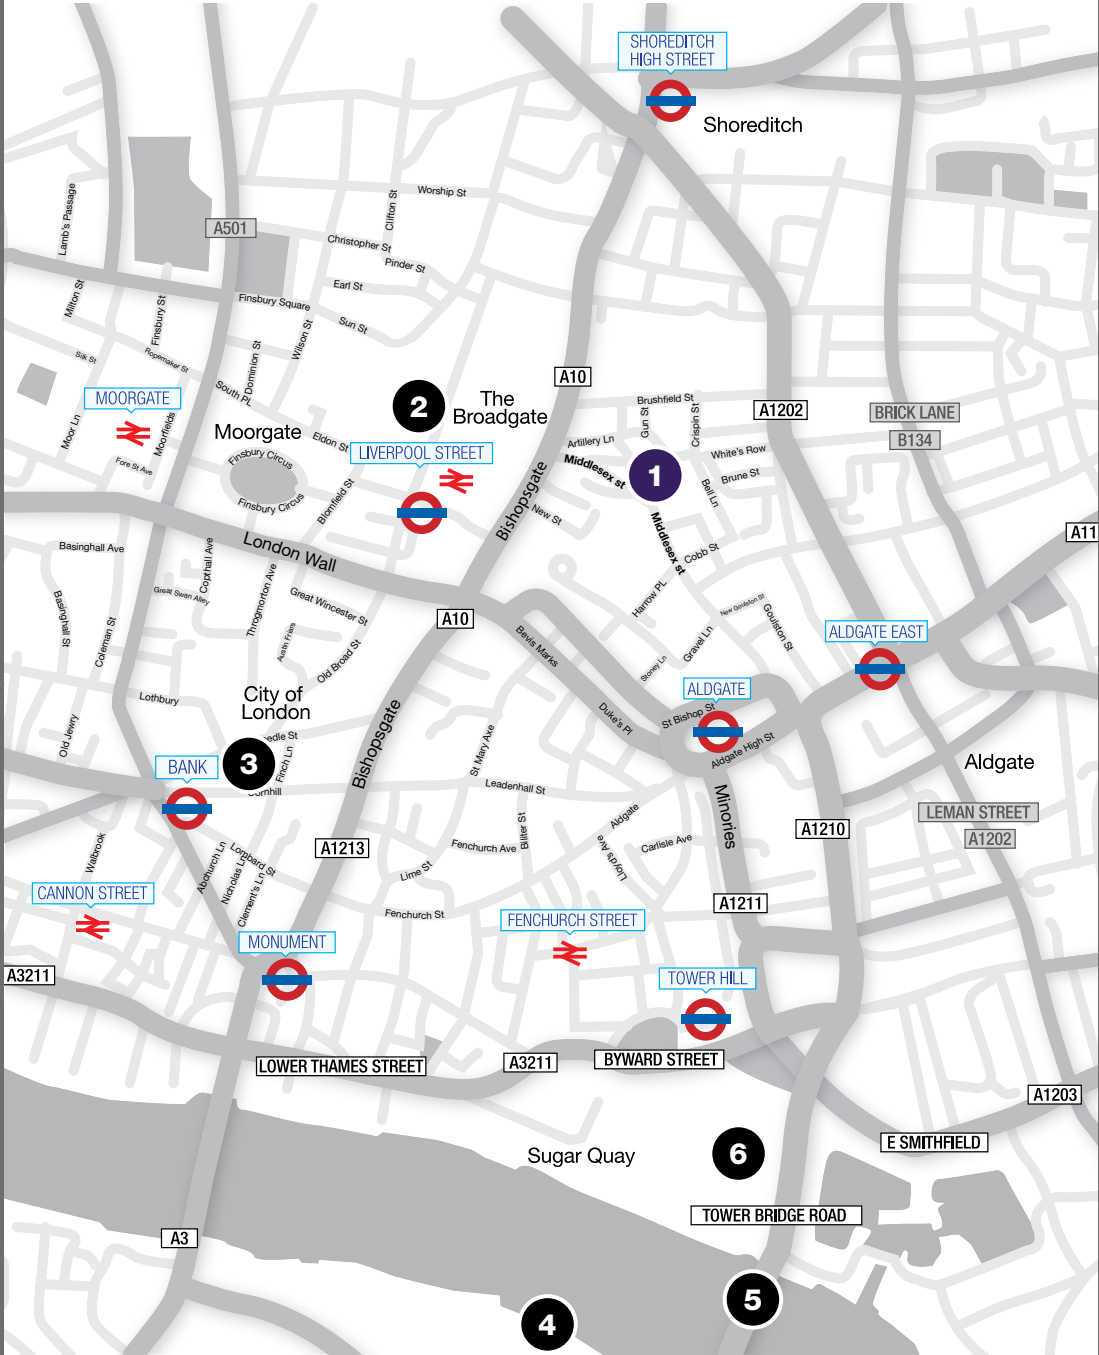 SHOREDITCH
HIGH STREET
Shoreditch
Lamb's Passage
Worship St
Clifton St
A501
Christopher St
Pinder St
Earl St
Milton St
Finsbury St
Finsbury Square
Sun St
Wilson St
Silk St
Ropemaker St
Dominion St
South PL
A10
MOORGATE
2
The
Broadgate
Brushfield St
Gun St
Crispin St
A1202
BRICK LANE
B134
Moor Ln
Moorfields
Moorgate
Eldon St
Artillery Ln
White's Row
Fore St Ave
Finsbury Circus
LIVERPOOL STREET
Middlesex st
1
Brune St
Bell Ln
Finsbury Circus
Blomfield St
Bishopsgate
New St
Middlesex st
A11
London Wall
Basinghall Ave
Copthall Ave
Cobb St
Basinghall St
Great Swan Alley
Throgmorton Ave
Great Wincester St
Harrow PL
New Goulston St
Goulston St
A10
Coleman St
Austin Friars
Old Broad St
Bevis Marks
Gravel Ln
Stoney Ln
ALDGATE EAST
Lothbury
City of
London
ALDGATE
Old Jewry
edle St
Bishopsgate
St Mary Axe
Duke's Pl
St Bishop St
Aldgate High St
BANK
3
Finch Ln
Cornhill
Leadenhall St
Aldgate
Minories
LEMAN STREET
A1202
Aldgate
A1210
Walbrook
Abchurch Ln
Nicholas Ln
Clement's Ln
Lombard St
A1213
Fenchurch Ave
Billiter St
Lloyd's Ave
Carlisle Ave
Lime St
CANNON STREET
Fenchurch St
FENCHURCH STREET
A1211
MONUMENT
A3211
TOWER HILL
LOWER THAMES STREET
A3211
BYWARD STREET
A1203
Sugar Quay
6
E SMITHFIELD
TOWER BRIDGE ROAD
A3
5
4